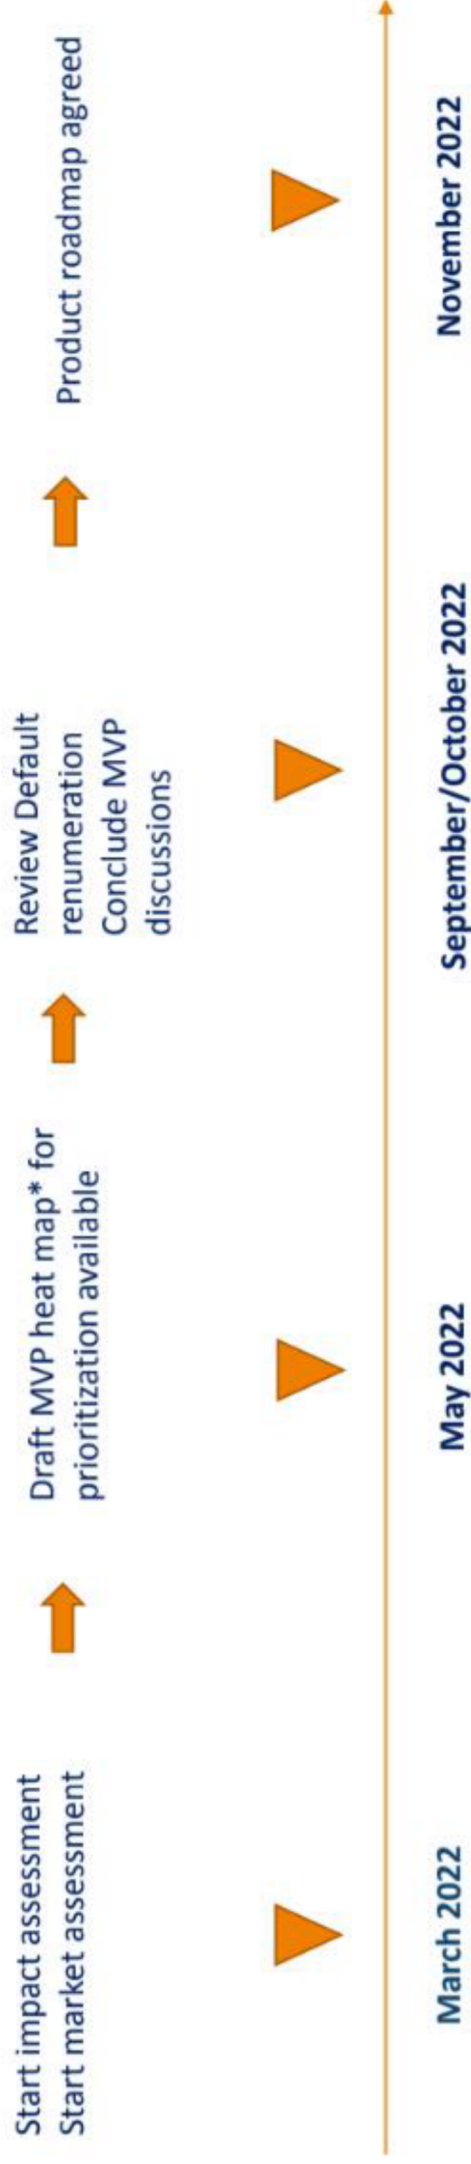 Start impact assessment
Start market assessment
Draft MVP heat map* for
prioritization available
Review Default
renumeration
Conclude MVP
discussions
Product roadmap agreed
March 2022
May 2022
September/October 2022
November 2022